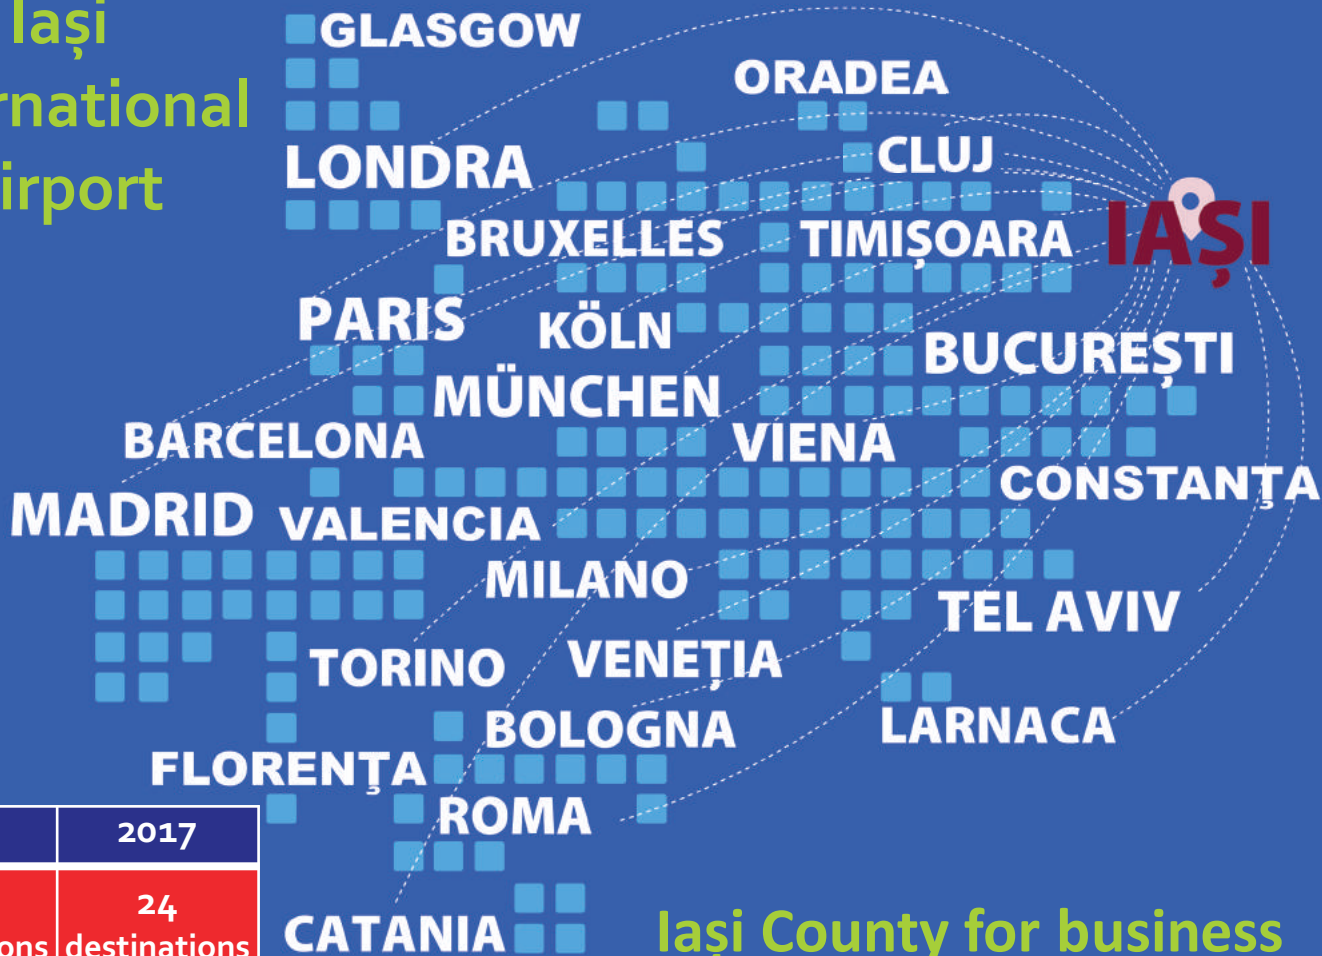 Iași
rnational
irport
GLASGOW
ORADEA
CLUJ
LONDRA
IAȘI
BRUXELLES
TIMIȘOARA
PARIS
KÖLN
BUCUREȘTI
MÜNCHEN
BARCELONA
VIENA
CONSTANȚA
MADRID
VALENCIA
MILANO
TEL AVIV
TORINO
VENEȚIA
BOLOGNA
LARNACA
FLORENȚA
ROMA
CATANIA
2017
24
ons
destinations
Iași County for business